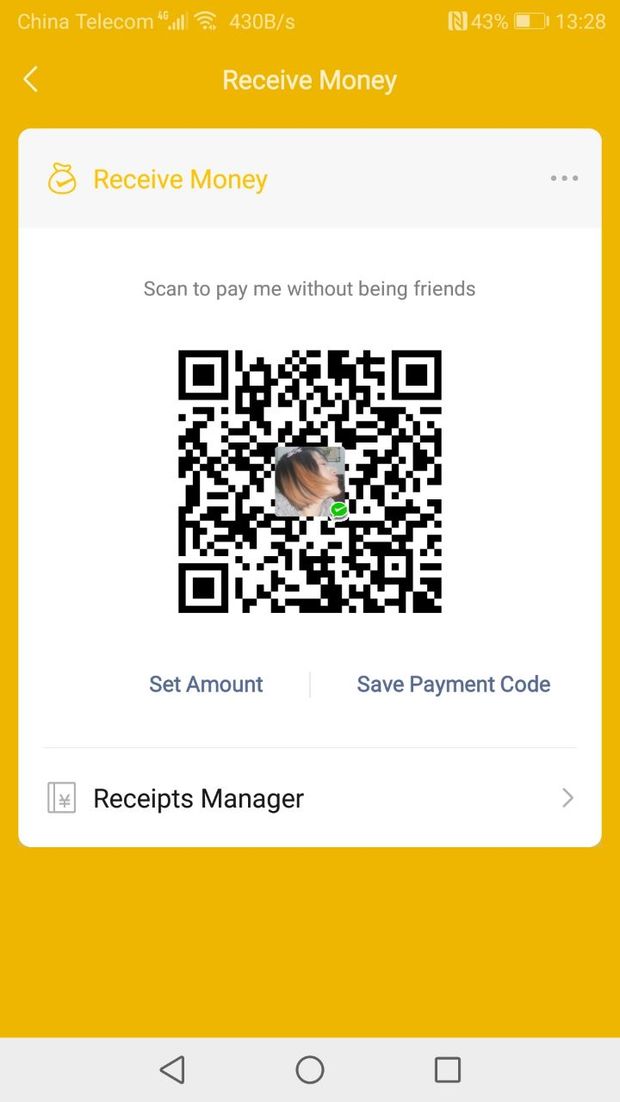 China Telecom 4G 430B/s 43% 13:28
Receive Money
Receive Money
Scan to pay me without being friends
Set Amount Save Payment Code
¥ Receipts Manager